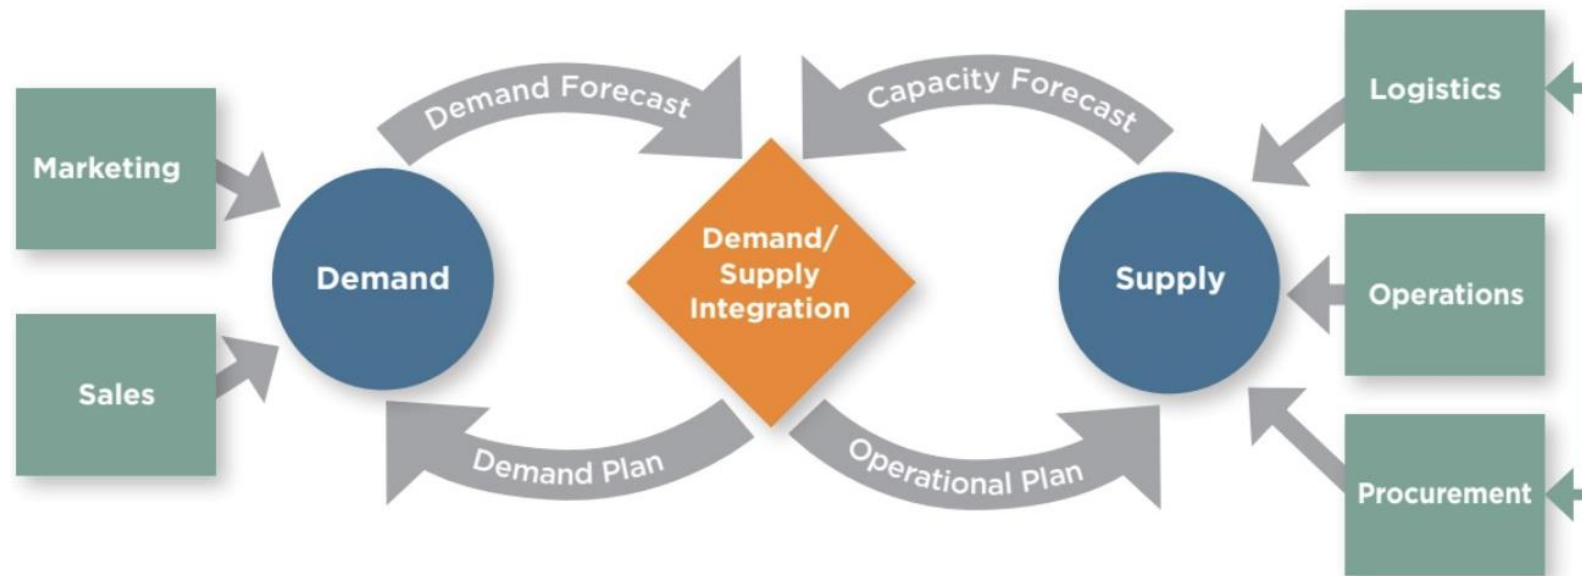 Demand Forecast
Capacity Forecast
Logistics
Marketing
Demand
Demand/
Supply
Integration
Supply
Operations
Sales
Demand Plan
Operational Plan
Procurement